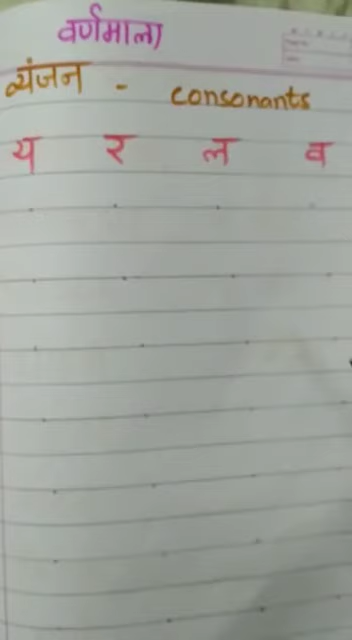 वर्णमाला
व्यंजन - consonants
य र ल व